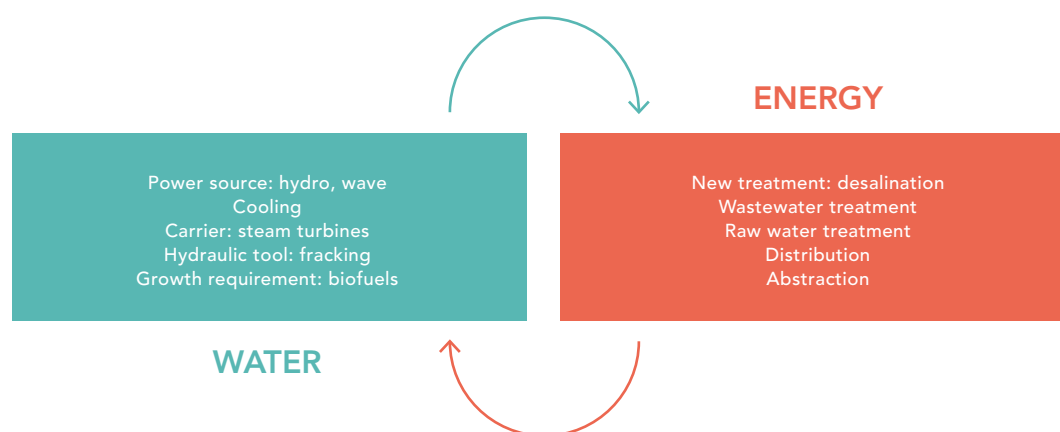 ENERGY
Power source: hydro, wave
Cooling
Carrier: steam turbines
Hydraulic tool: fracking
Growth requirement: biofuels
New treatment: desalination
Wastewater treatment
Raw water treatment
Distribution
Abstraction
WATER